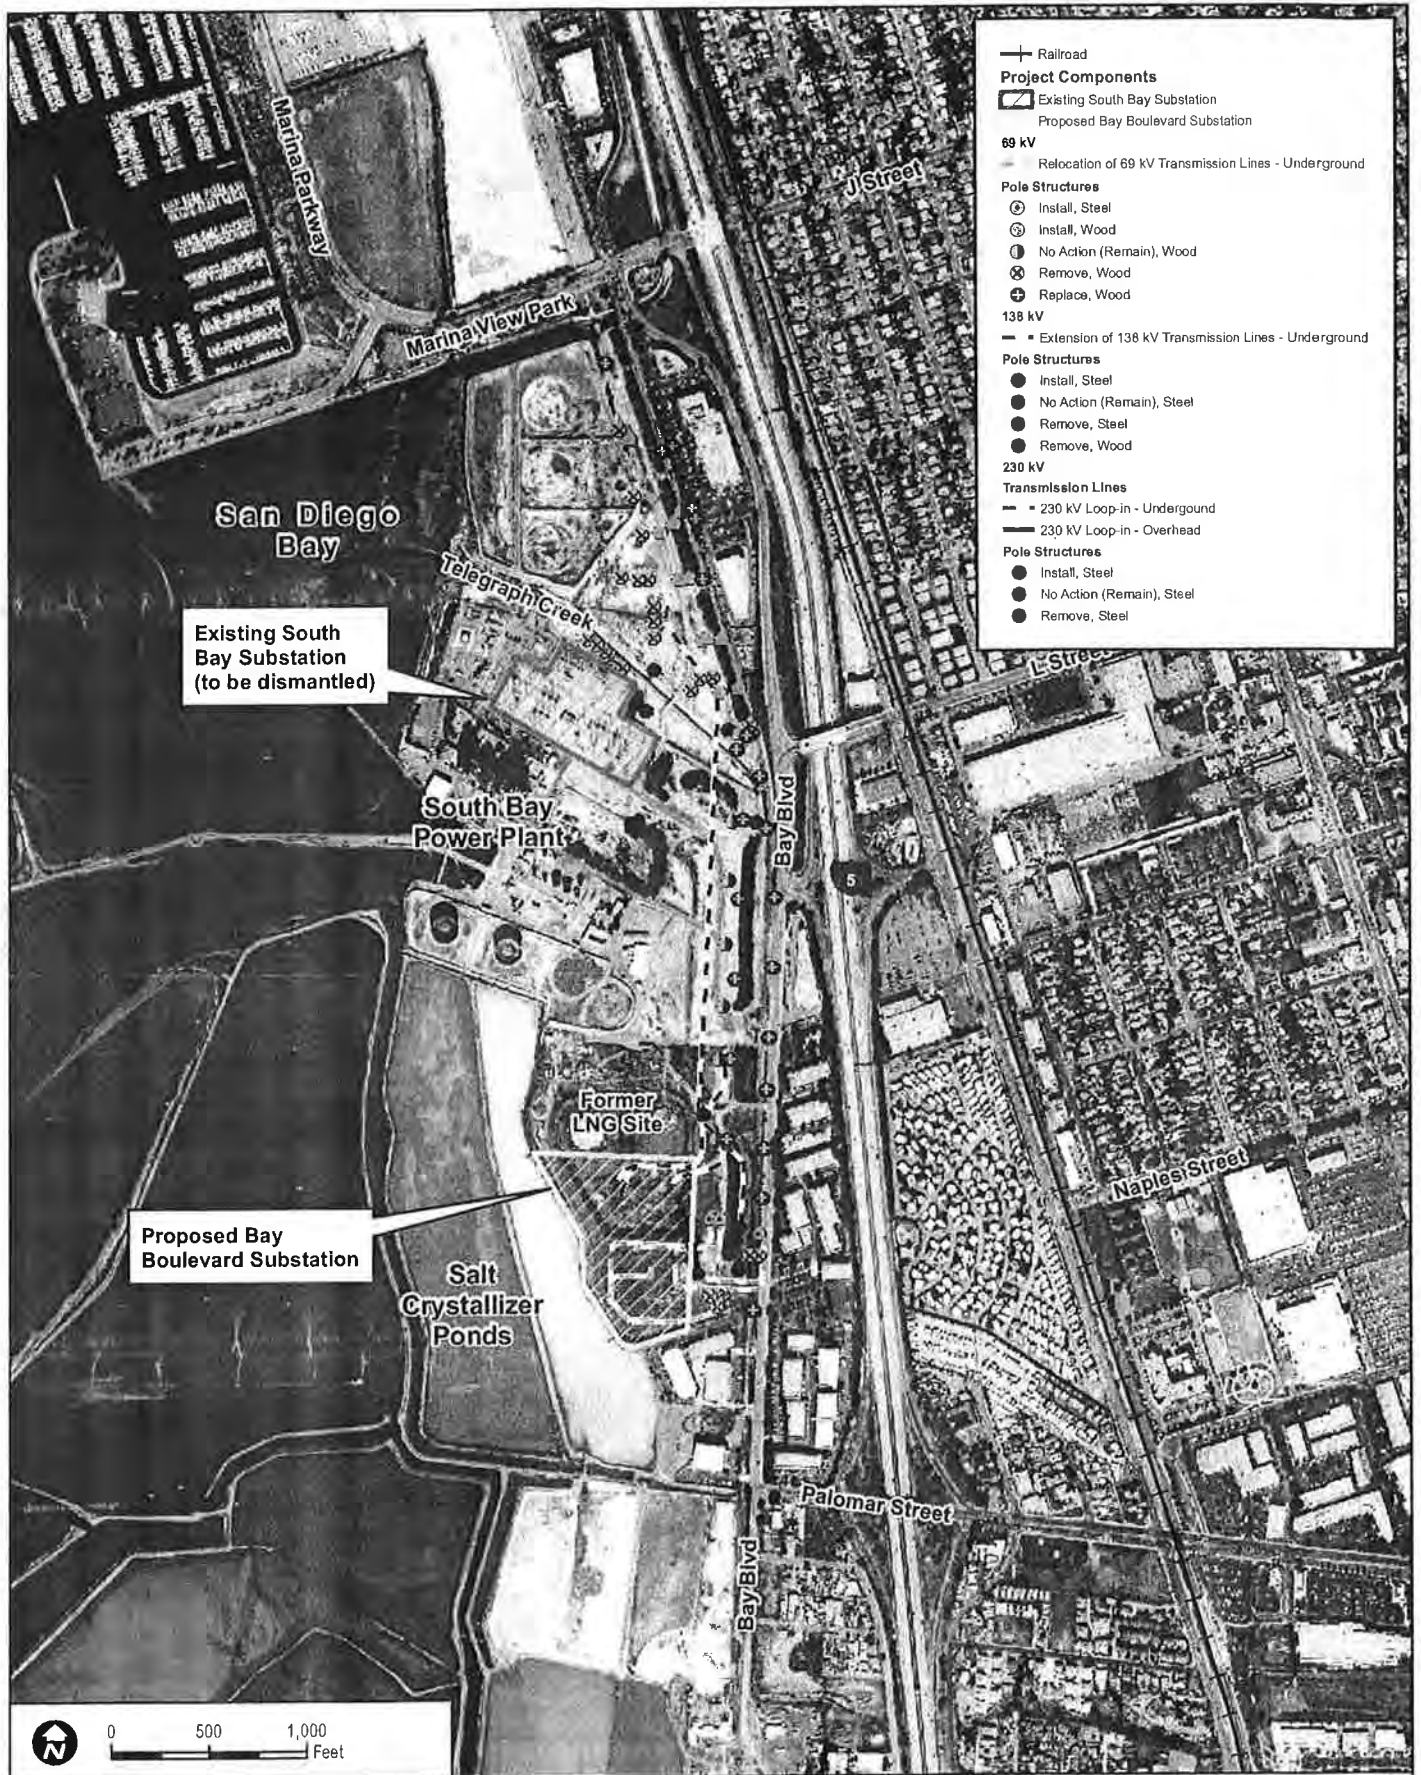 Railroad
Project Components
Existing South Bay Substation
Proposed Bay Boulevard Substation
69 kV
Relocation of 69 kV Transmission Lines - Underground
Pole Structures
Install, Steel
Install, Wood
No Action (Remain), Wood
Remove, Wood
Replace, Wood
138 kV
Extension of 138 kV Transmission Lines - Underground
Pole Structures
Install, Steel
No Action (Remain), Steel
Remove, Steel
Remove, Wood
230 kV
Transmission Lines
230 kV Loop-in - Undergound
230 kV Loop-in - Overhead
Pole Structures
Install, Steel
No Action (Remain), Steel
Remove, Steel
Marina Parkway
J Street
Marina View Park
San Diego
Bay
Telegraph Creek
Existing South
Bay Substation
(to be dismantled)
L Street
South Bay
Power Plant
Bay Blvd
5
Former
LNG Site
Naples Street
Proposed Bay
Boulevard Substation
Salt
Crystallizer
Ponds
Palomar Street
Bay Blvd
N
0 500 1,000
Feet